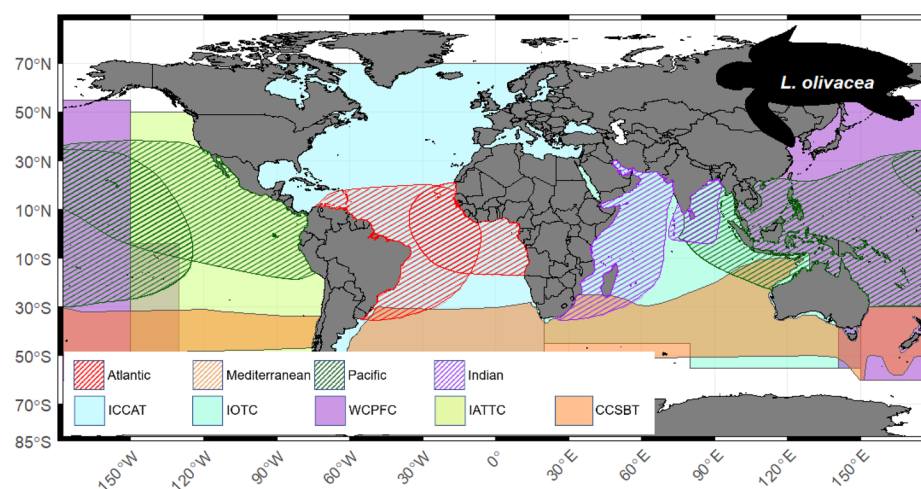 L. olivacea
70°N
50°N
30°N
10°N
10°S
30°S
50°S
70°S
85°S
Atlantic Mediterranean Pacific Indian
ICCAT IOTC WCPFC IATTC CCSBT
150°W 120°W 90°W 60°W 30°W 0° 30°E 60°E 90°E 120°E 150°E